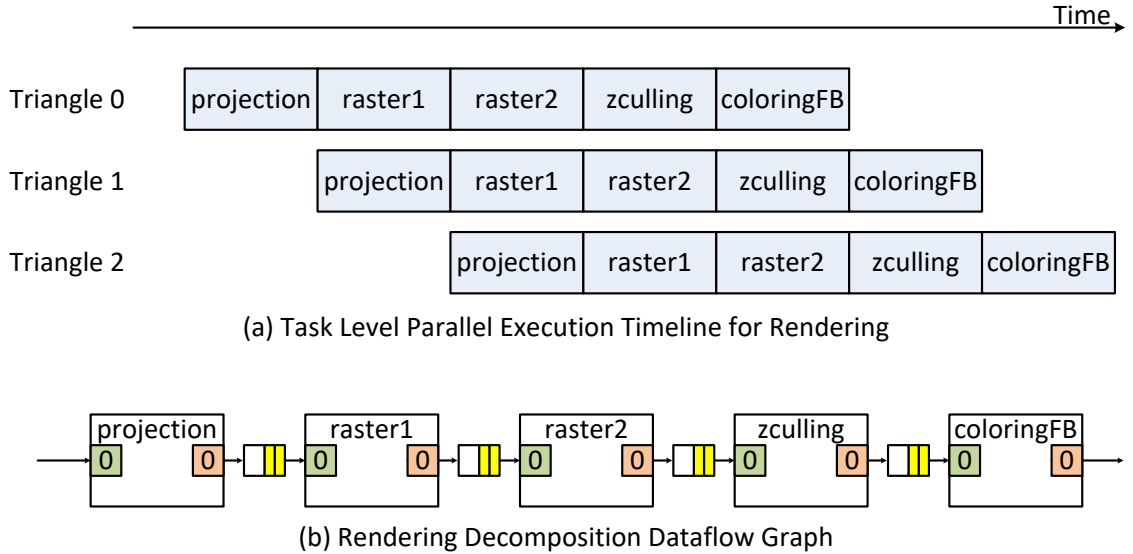 Time
Triangle 0
projection raster1 raster2 zculling coloringFB
Triangle 1
projection raster1 raster2 zculling coloringFB
Triangle 2
projection raster1 raster2 zculling coloringFB
(a) Task Level Parallel Execution Timeline for Rendering
projection raster1 raster2 zculling coloringFB
0 0 0 0 0 0 0 0 0 0
(b) Rendering Decomposition Dataflow Graph